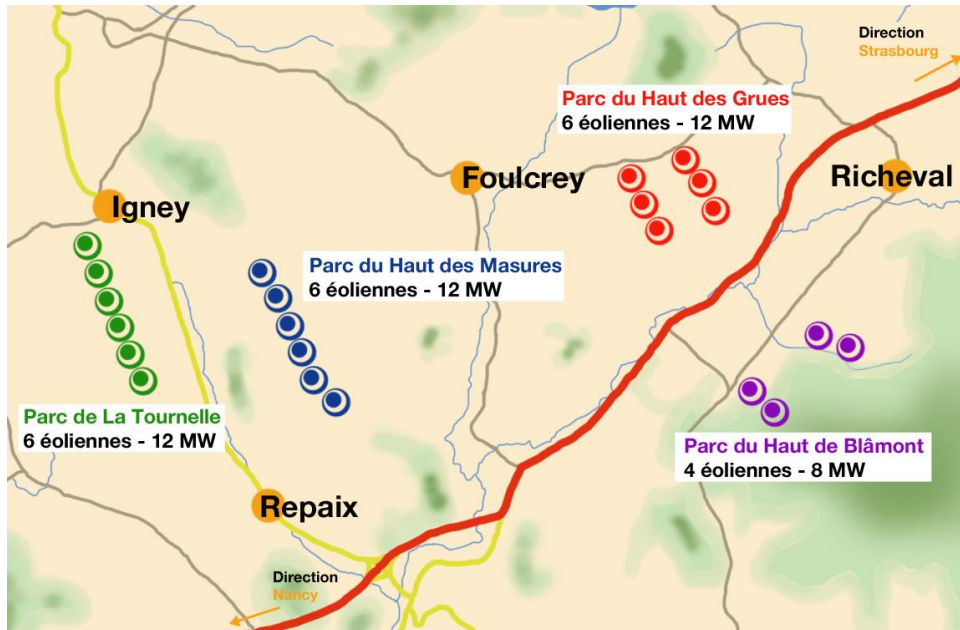 Direction
Strasbourg
Parc du Haut des Grues
6 éoliennes - 12 MW
Foulcrey
Richeval
Igney
Parc du Haut des Masures
6 éoliennes - 12 MW
Parc de La Tournelle
6 éoliennes - 12 MW
Parc du Haut de Blâmont
4 éoliennes - 8 MW
Repaix
Direction
Nancy